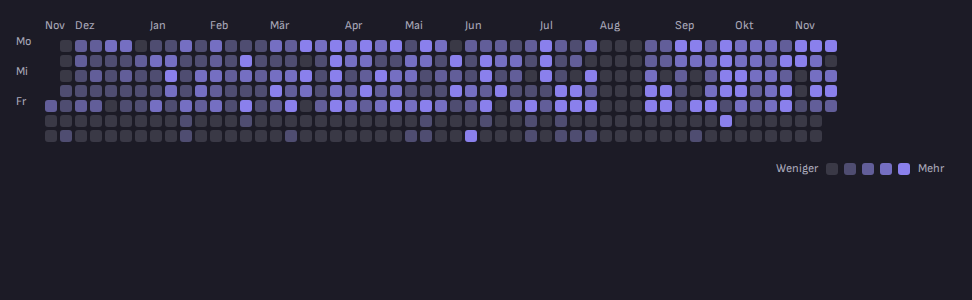 Nov Dez Jan Feb Mär Apr Mai Jun Jul Aug Sep Okt Nov
Mo
Mi
Fr
Weniger Mehr